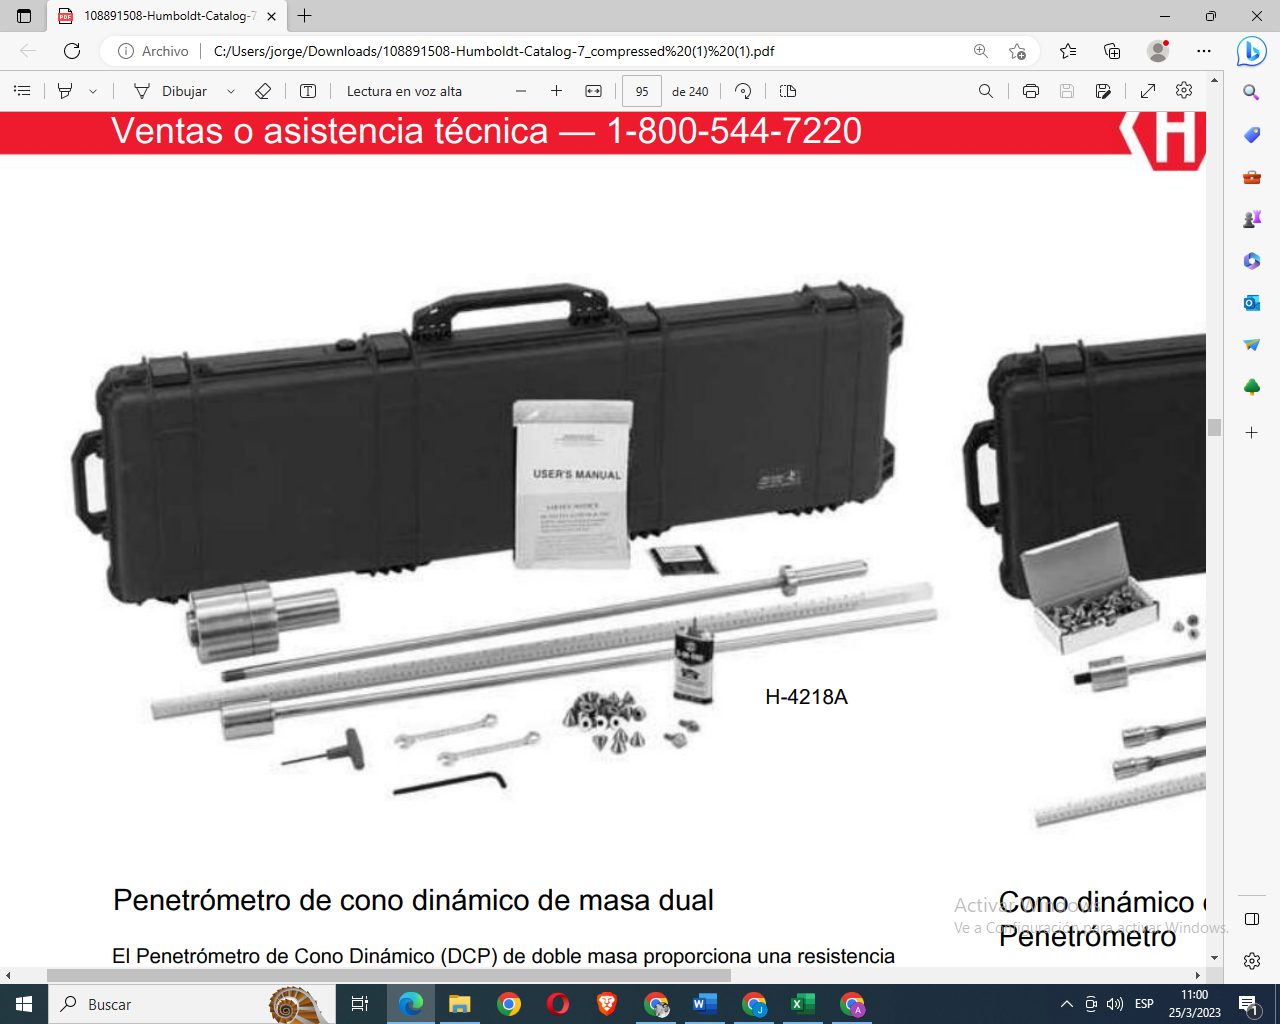 108891508-Humboldt-Catalog-7
Archivo
C:/Users/jorge/Downloads/108891508-Humboldt-Catalog-7_compressed%20(1)%20(1).pdf
Dibujar
Lectura en voz alta
95
de 240
Ventas o asistencia técnica — 1-800-544-7220
H
USER'S MANUAL
H-4218A
Penetrómetro de cono dinámico de masa dual
El Penetrómetro de Cono Dinámico (DCP) de doble masa proporciona una resistencia
Cono dinámico
Penetrómetro
Activar Windows
Ve a Configuración para activar Windows.
Buscar
ESP
11:00
25/3/2023
1